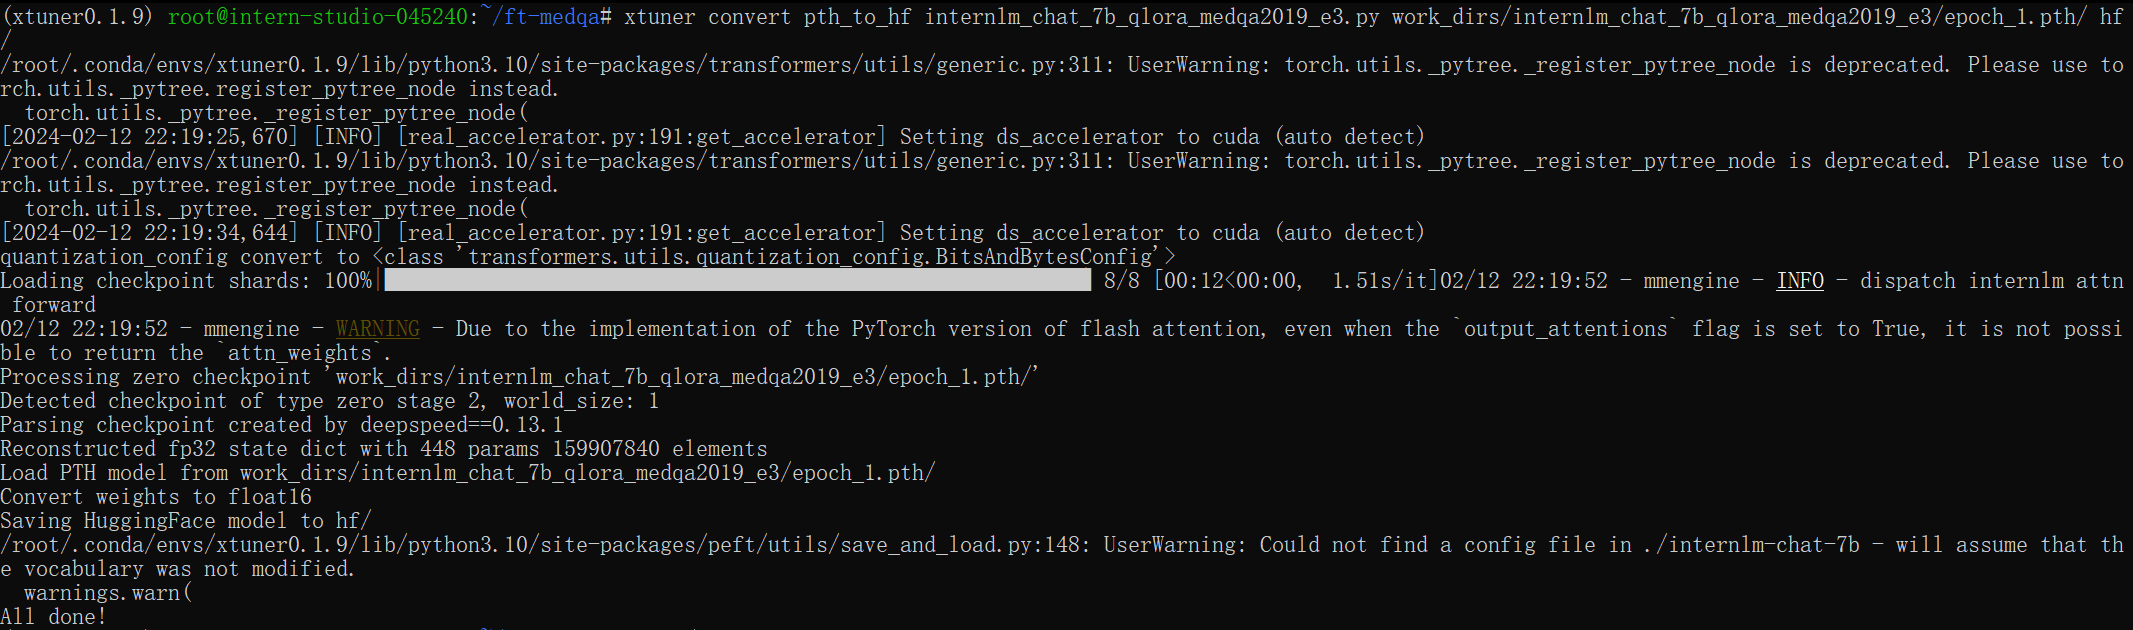 (xtuner0.1.9) root@intern-studio-045240:~/ft-medqa# xtuner convert pth_to_hf internlm_chat_7b_qlora_medqa2019_e3.py work_dirs/internlm_chat_7b_qlora_medqa2019_e3/epoch_1.pth/ hf
/
/root/.conda/envs/xtuner0.1.9/lib/python3.10/site-packages/transformers/utils/generic.py:311: UserWarning: torch.utils._pytree._register_pytree_node is deprecated. Please use to
rch.utils._pytree.register_pytree_node instead.
  torch.utils._pytree._register_pytree_node(
[2024-02-12 22:19:25,670] [INFO] [real_accelerator.py:191:get_accelerator] Setting ds_accelerator to cuda (auto detect)
/root/.conda/envs/xtuner0.1.9/lib/python3.10/site-packages/transformers/utils/generic.py:311: UserWarning: torch.utils._pytree._register_pytree_node is deprecated. Please use to
rch.utils._pytree.register_pytree_node instead.
  torch.utils._pytree._register_pytree_node(
[2024-02-12 22:19:34,644] [INFO] [real_accelerator.py:191:get_accelerator] Setting ds_accelerator to cuda (auto detect)
quantization_config convert to <class 'transformers.utils.quantization_config.BitsAndBytesConfig'>
Loading checkpoint shards: 100%|██████████| 8/8 [00:12<00:00,  1.51s/it]02/12 22:19:52 - mmengine - INFO - dispatch internlm attn
 forward
02/12 22:19:52 - mmengine - WARNING - Due to the implementation of the PyTorch version of flash attention, even when the `output_attentions` flag is set to True, it is not possi
ble to return the `attn_weights`.
Processing zero checkpoint 'work_dirs/internlm_chat_7b_qlora_medqa2019_e3/epoch_1.pth/'
Detected checkpoint of type zero stage 2, world_size: 1
Parsing checkpoint created by deepspeed==0.13.1
Reconstructed fp32 state dict with 448 params 159907840 elements
Load PTH model from work_dirs/internlm_chat_7b_qlora_medqa2019_e3/epoch_1.pth/
Convert weights to float16
Saving HuggingFace model to hf/
/root/.conda/envs/xtuner0.1.9/lib/python3.10/site-packages/peft/utils/save_and_load.py:148: UserWarning: Could not find a config file in ./internlm-chat-7b - will assume that th
e vocabulary was not modified.
  warnings.warn(
All done!